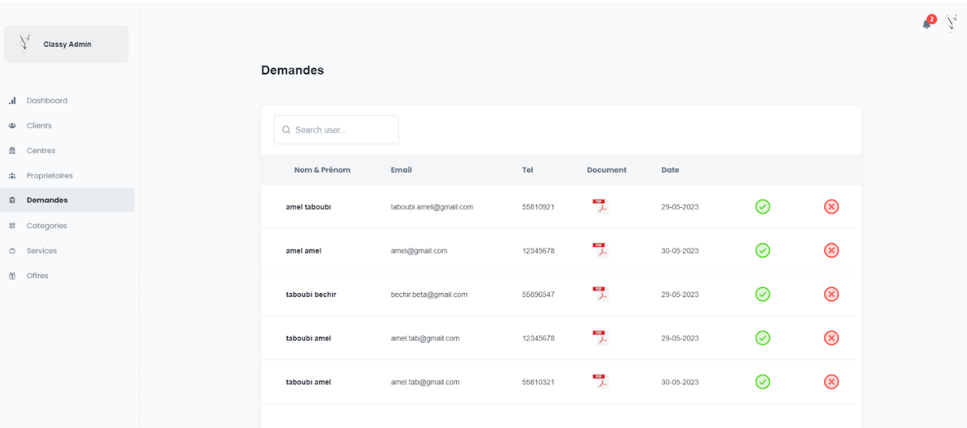 2
Classy Admin
Demandes
Dashboard
Clients
Centres
Proprietaires
Demandes
Categories
Services
Offres
Search user...
Nom & Prénom Email Tel Document Date
amel taboubi taboubi.amel@gmail.com 55810921 PDF 29-05-2023
amel amel amel@gmail.com 12345678 PDF 30-05-2023
taboubi bechir bechir.beta@gmail.com 55896547 PDF 29-05-2023
taboubi amel amel.tab@gmail.com 12345678 PDF 29-05-2023
taboubi amel amel.tab@gmail.com 55810321 PDF 30-05-2023